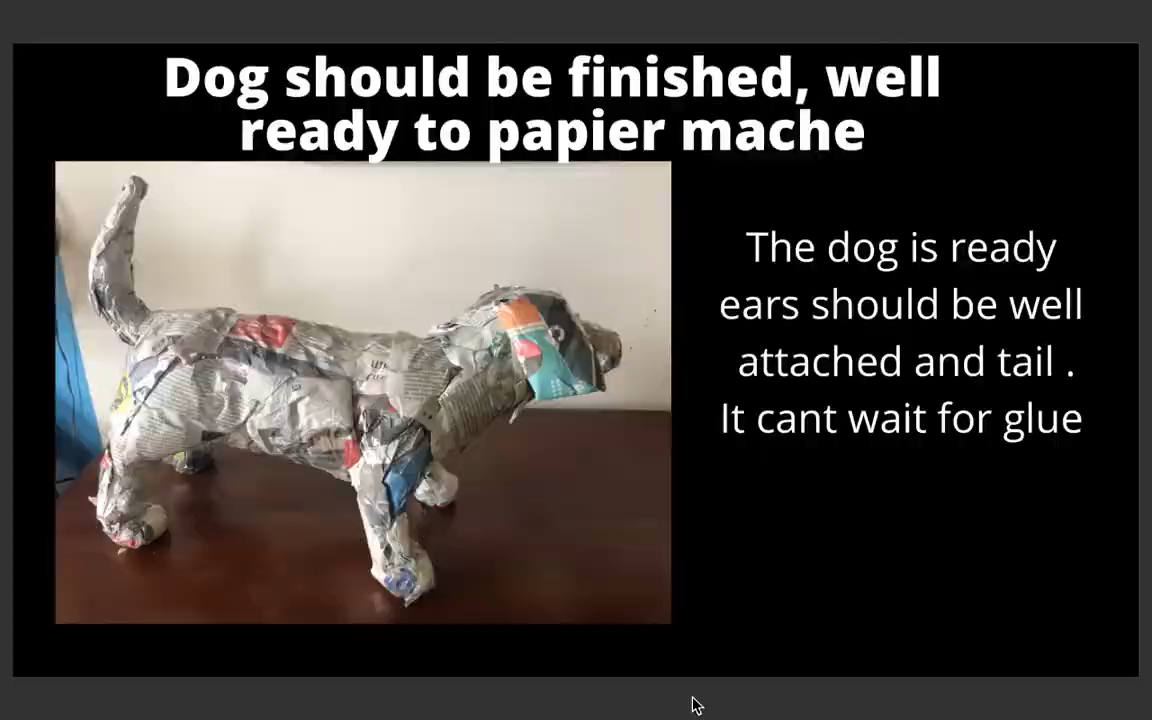 Dog should be finished, well
ready to papier mache
The dog is ready
ears should be well
attached and tail .
It cant wait for glue